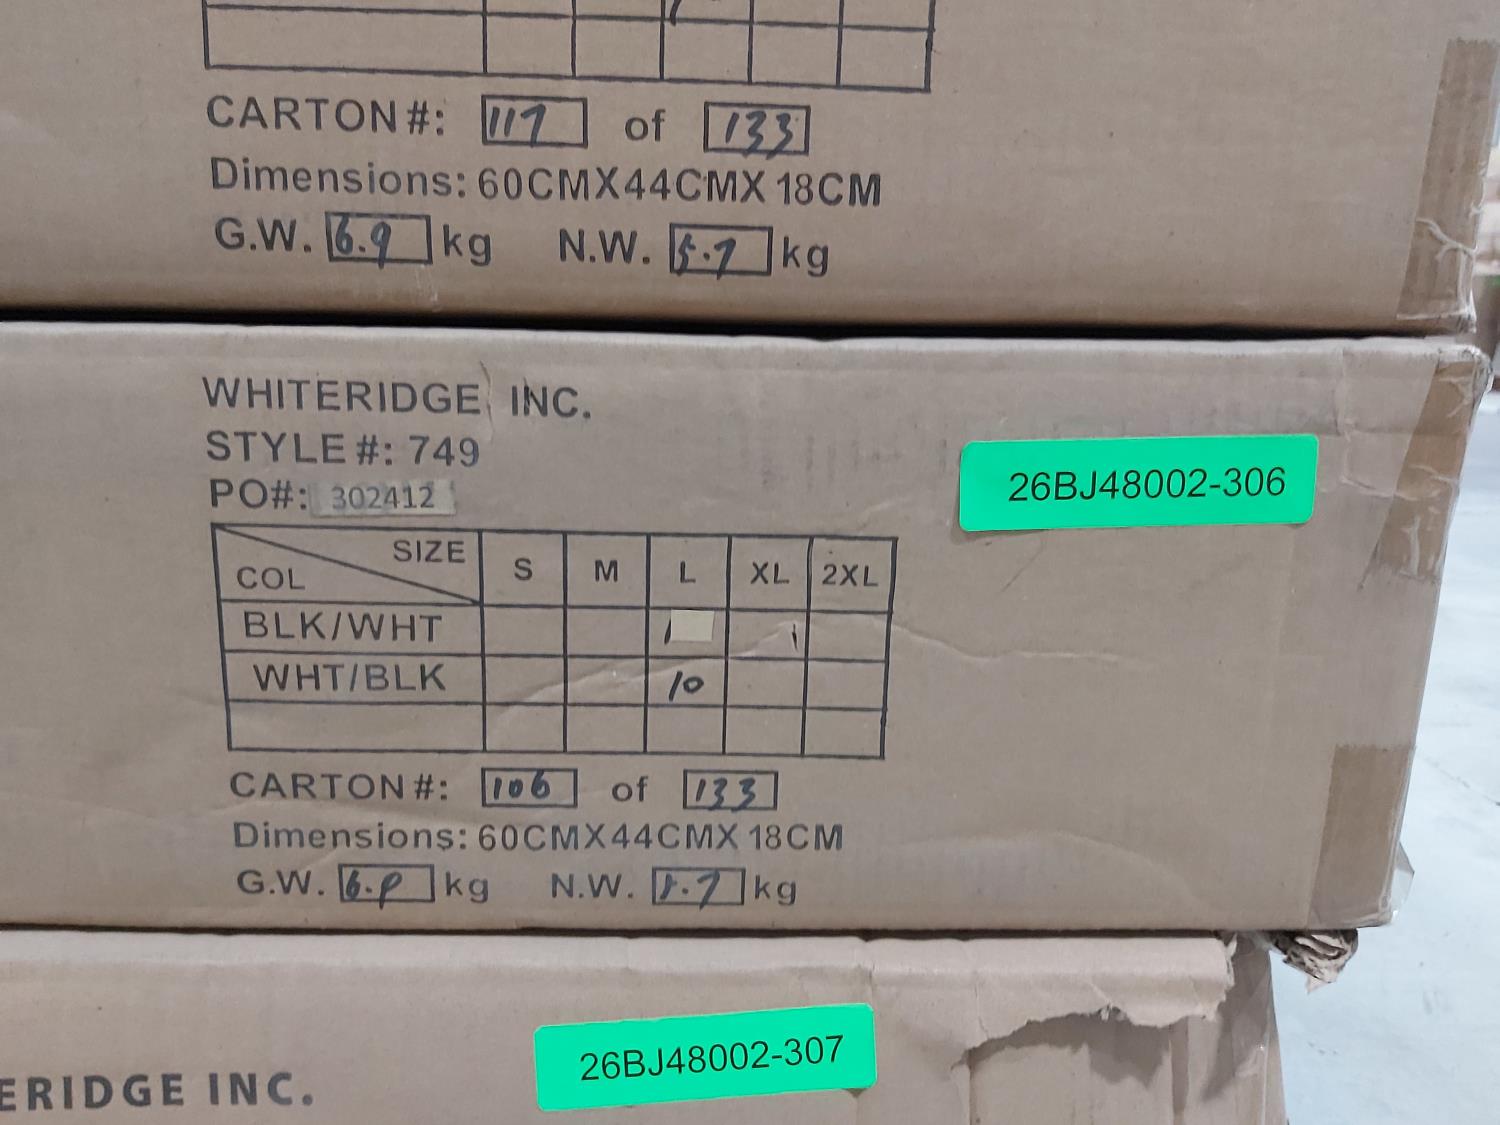 CARTON#: 117 of 133
Dimensions: 60CMX44CMX18CM
G.W. 6.9 kg N.W. 5.7 kg
WHITERIDGE INC.
STYLE#: 749
PO#: 302412
26BJ48002-306
SIZE COL S M L XL 2XL
BLK/WHT
WHT/BLK 10
CARTON#: 106 of 133
Dimensions: 60CMX44CMX18CM
G.W. kg N.W. 5.7 kg
26BJ48002-307
ERIDGE INC.